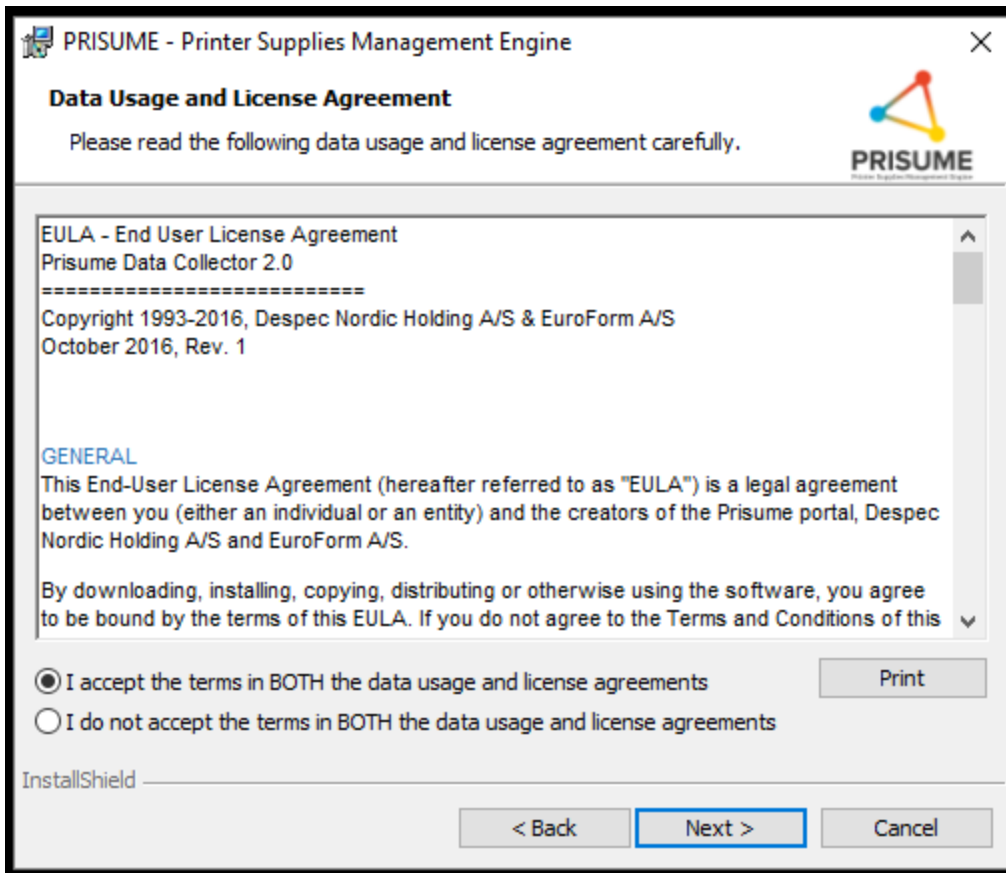 PRISUME - Printer Supplies Management Engine
Data Usage and License Agreement
Please read the following data usage and license agreement carefully.
PRISUME
Printer Supplies Management Engine
EULA - End User License Agreement
Prisume Data Collector 2.0
===========================
Copyright 1993-2016, Despec Nordic Holding A/S & EuroForm A/S
October 2016, Rev. 1
GENERAL
This End-User License Agreement (hereafter referred to as "EULA") is a legal agreement
between you (either an individual or an entity) and the creators of the Prisume portal, Despec
Nordic Holding A/S and EuroForm A/S.
By downloading, installing, copying, distributing or otherwise using the software, you agree
to be bound by the terms of this EULA. If you do not agree to the Terms and Conditions of this
I accept the terms in BOTH the data usage and license agreements
Print
I do not accept the terms in BOTH the data usage and license agreements
InstallShield
< Back
Next >
Cancel